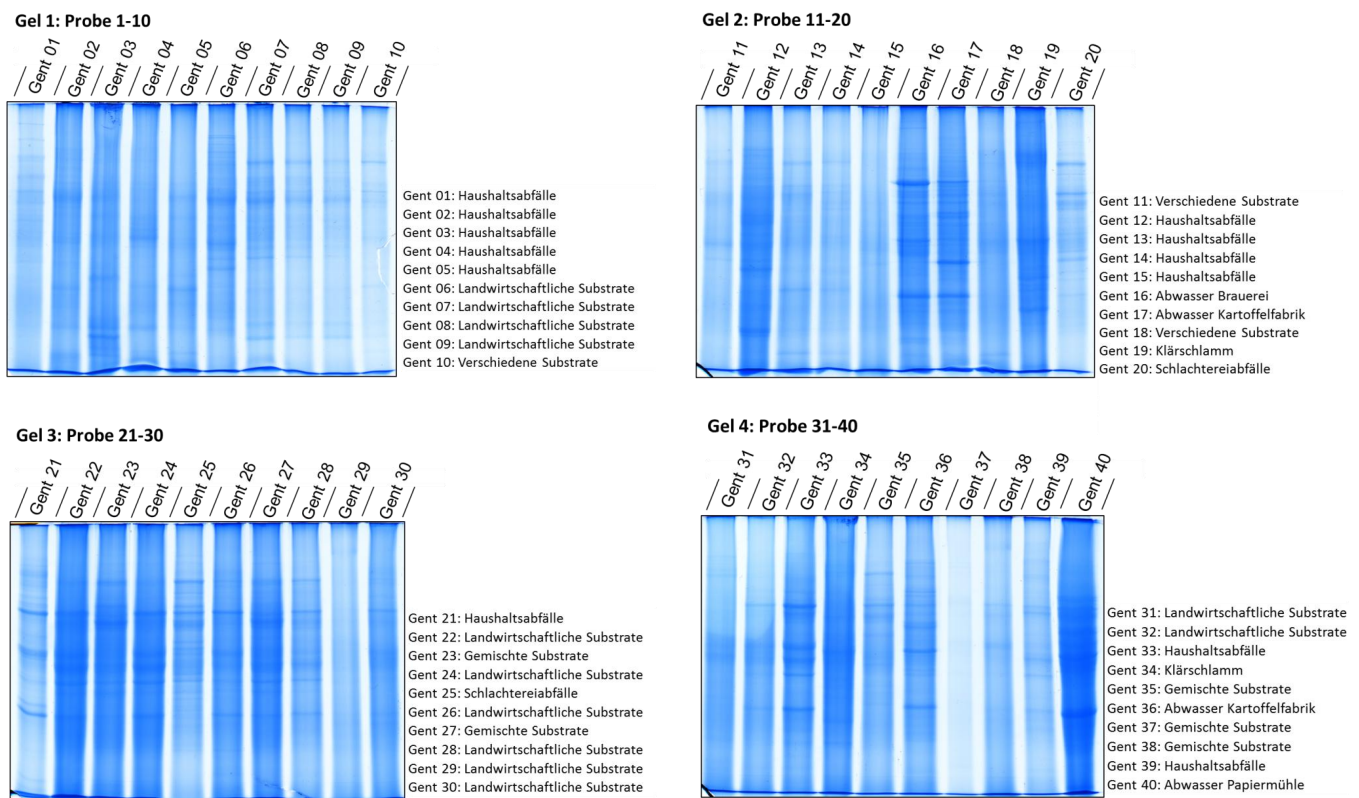 Gel 1: Probe 1-10
Gent 01
Gent 02
Gent 03
Gent 04
Gent 05
Gent 06
Gent 07
Gent 08
Gent 09
Gent 10
Gent 01: Haushaltsabfälle
Gent 02: Haushaltsabfälle
Gent 03: Haushaltsabfälle
Gent 04: Haushaltsabfälle
Gent 05: Haushaltsabfälle
Gent 06: Landwirtschaftliche Substrate
Gent 07: Landwirtschaftliche Substrate
Gent 08: Landwirtschaftliche Substrate
Gent 09: Landwirtschaftliche Substrate
Gent 10: Verschiedene Substrate
Gel 2: Probe 11-20
Gent 11
Gent 12
Gent 13
Gent 14
Gent 15
Gent 16
Gent 17
Gent 18
Gent 19
Gent 20
Gent 11: Verschiedene Substrate
Gent 12: Haushaltsabfälle
Gent 13: Haushaltsabfälle
Gent 14: Haushaltsabfälle
Gent 15: Haushaltsabfälle
Gent 16: Abwasser Brauerei
Gent 17: Abwasser Kartoffelfabrik
Gent 18: Verschiedene Substrate
Gent 19: Klärschlamm
Gent 20: Schlachtereiabfälle
Gel 3: Probe 21-30
Gent 21
Gent 22
Gent 23
Gent 24
Gent 25
Gent 26
Gent 27
Gent 28
Gent 29
Gent 30
Gent 21: Haushaltsabfälle
Gent 22: Landwirtschaftliche Substrate
Gent 23: Gemischte Substrate
Gent 24: Landwirtschaftliche Substrate
Gent 25: Schlachtereiabfälle
Gent 26: Landwirtschaftliche Substrate
Gent 27: Gemischte Substrate
Gent 28: Landwirtschaftliche Substrate
Gent 29: Landwirtschaftliche Substrate
Gent 30: Landwirtschaftliche Substrate
Gel 4: Probe 31-40
Gent 31
Gent 32
Gent 33
Gent 34
Gent 35
Gent 36
Gent 37
Gent 38
Gent 39
Gent 40
Gent 31: Landwirtschaftliche Substrate
Gent 32: Landwirtschaftliche Substrate
Gent 33: Haushaltsabfälle
Gent 34: Klärschlamm
Gent 35: Gemischte Substrate
Gent 36: Abwasser Kartoffelfabrik
Gent 37: Gemischte Substrate
Gent 38: Gemischte Substrate
Gent 39: Haushaltsabfälle
Gent 40: Abwasser Papiermühle